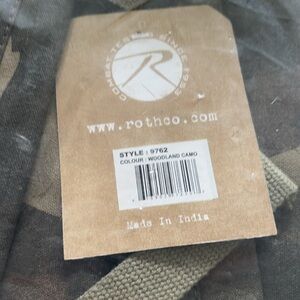 COMBAT TESTED SINCE 1953
R
www.rothco.com
STYLE : 9762
COLOUR : WOODLAND CAMO
Made In India